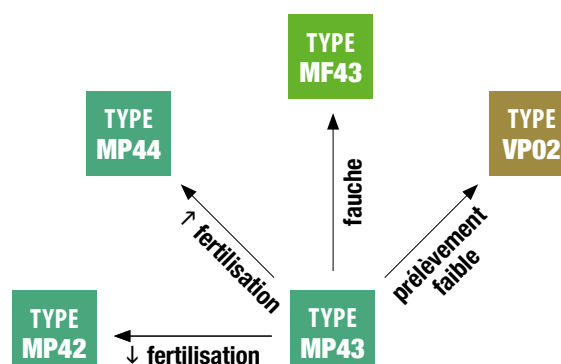 TYPE
MF43
TYPE
MP44
TYPE
VP02
fauche
↑ fertilisation
prélèvement
faible
TYPE
MP42
↓ fertilisation
TYPE
MP43